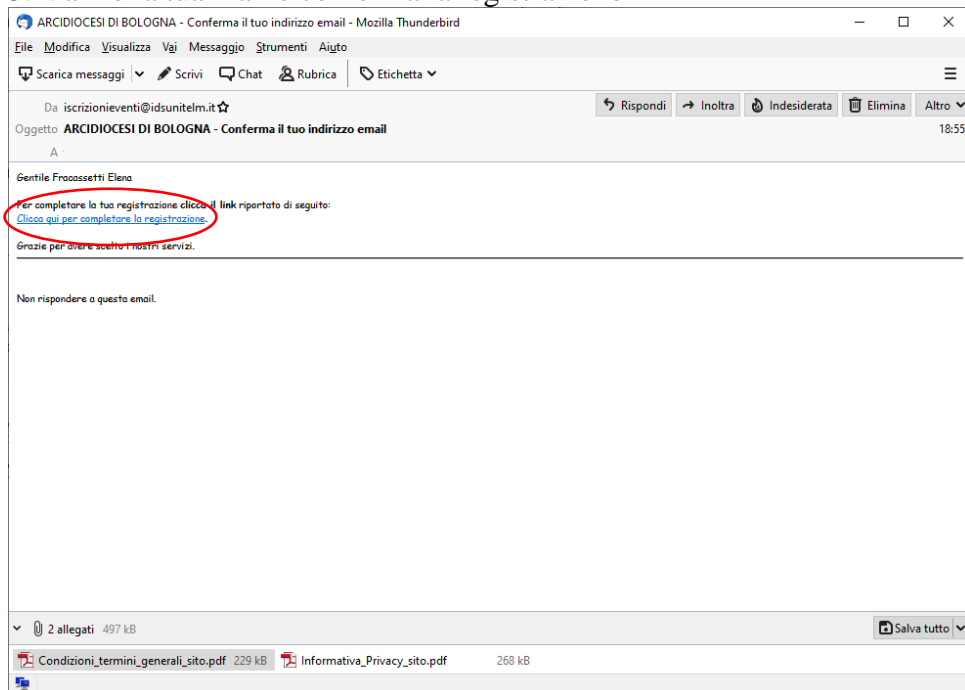 ARCIDIOCESI DI BOLOGNA - Conferma il tuo indirizzo email - Mozilla Thunderbird
File Modifica Visualizza Vai Messaggio Strumenti Aiuto
Scarica messaggi Scrivi Chat Rubrica Etichetta
Da iscrizionieventi@idsunitelm.it Rispondi Inoltra Indesiderata Elimina Altro
Oggetto ARCIDIOCESI DI BOLOGNA - Conferma il tuo indirizzo email 18:55
A
Gentile Fracassetti Elena
Per completare la tua registrazione clicca il link riportato di seguito:
Clicca qui per completare la registrazione.
Grazie per avere scelto i nostri servizi.
Non rispondere a questa email.
2 allegati 497 kB Salva tutto
Condizioni_termini_generali_sito.pdf 229 kB Informativa_Privacy_sito.pdf 268 kB